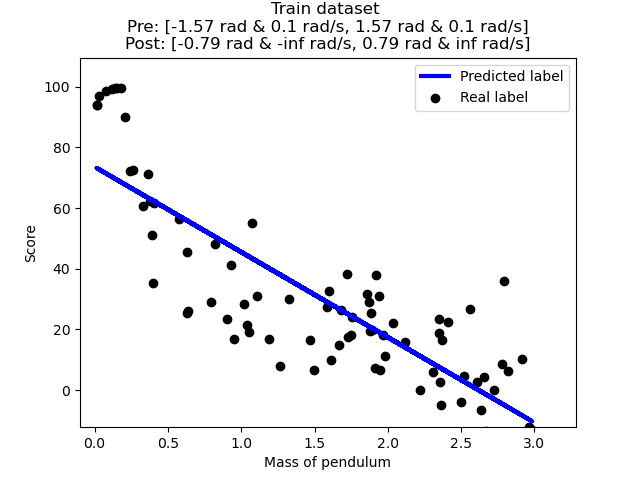 Train dataset
Pre: [-1.57 rad & 0.1 rad/s, 1.57 rad & 0.1 rad/s]
Post: [-0.79 rad & -inf rad/s, 0.79 rad & inf rad/s]
Predicted label
Real label
Score
100
80
60
40
20
0
0.0 0.5 1.0 1.5 2.0 2.5 3.0
Mass of pendulum